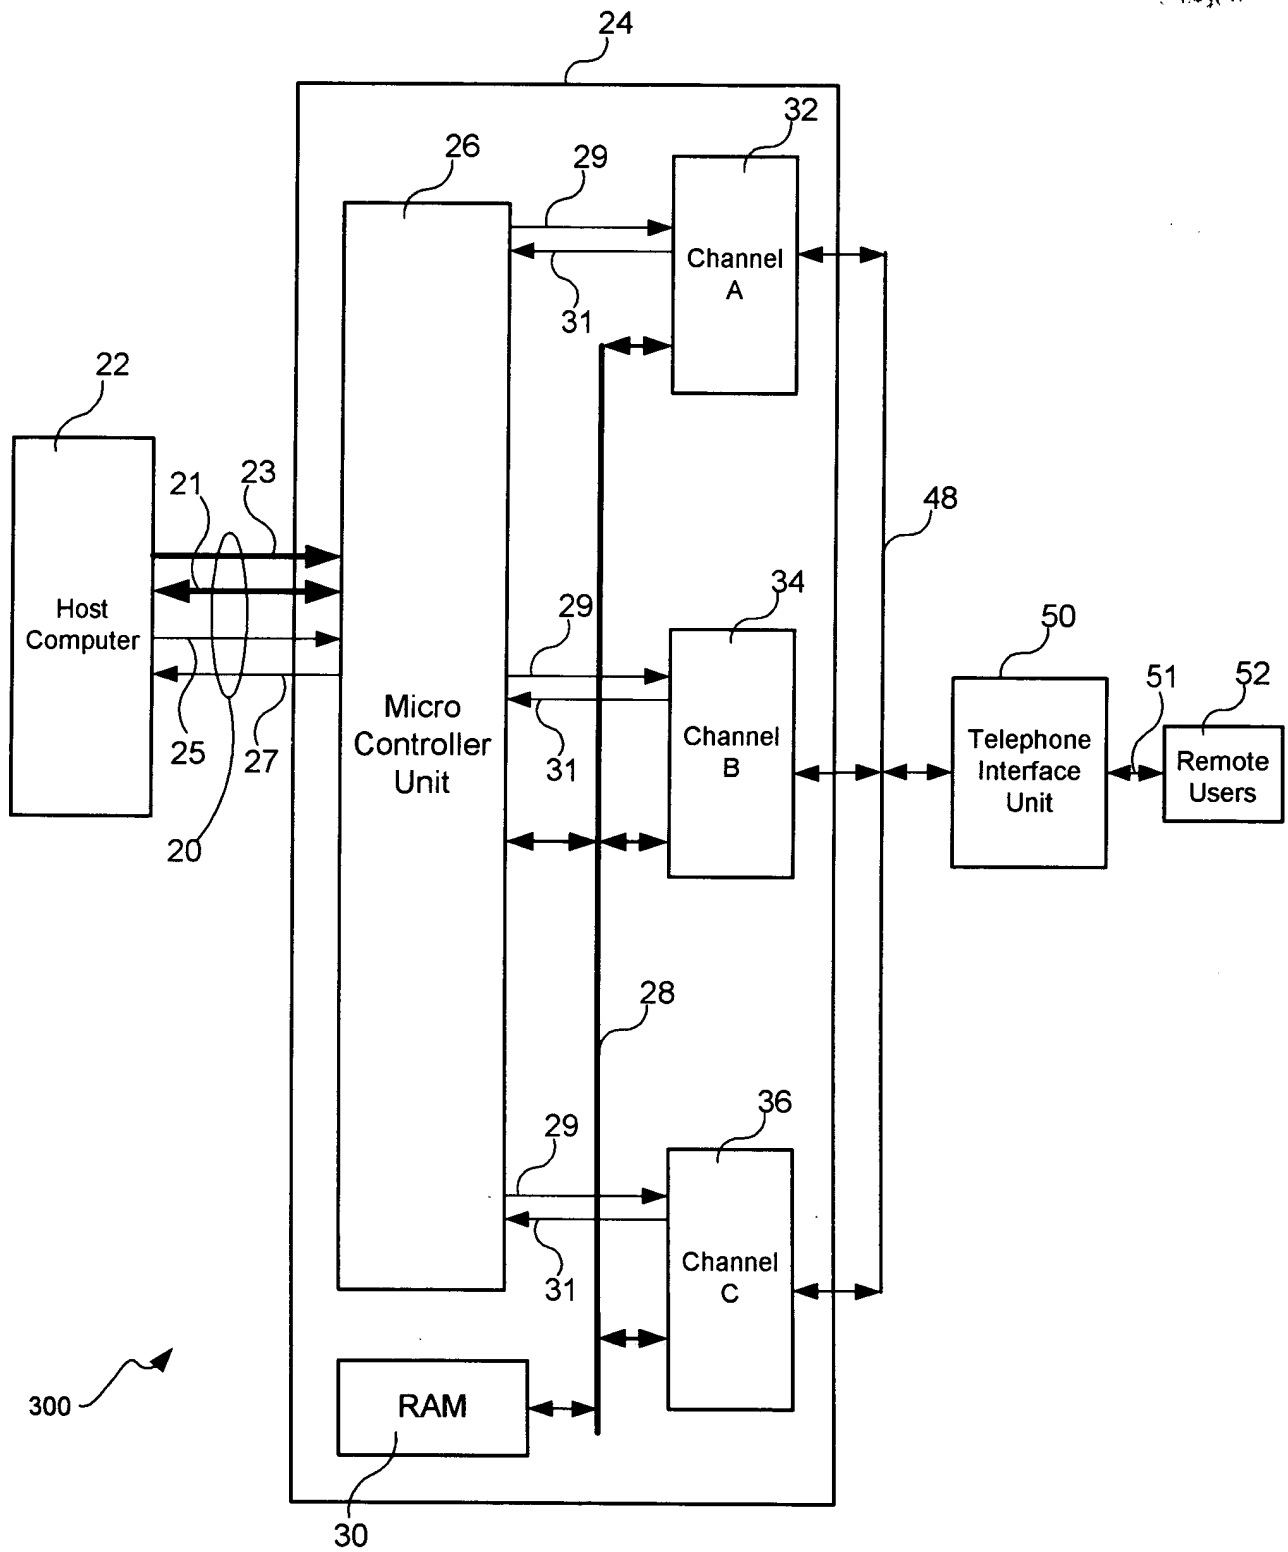 24
32
26
29
Channel
A
31
22
21
23
48
Host
Computer
29
34
50
51
52
Micro
Controller
Unit
Channel
B
Telephone
Interface
Unit
Remote
Users
25
27
31
20
28
36
29
Channel
C
31
300
RAM
30